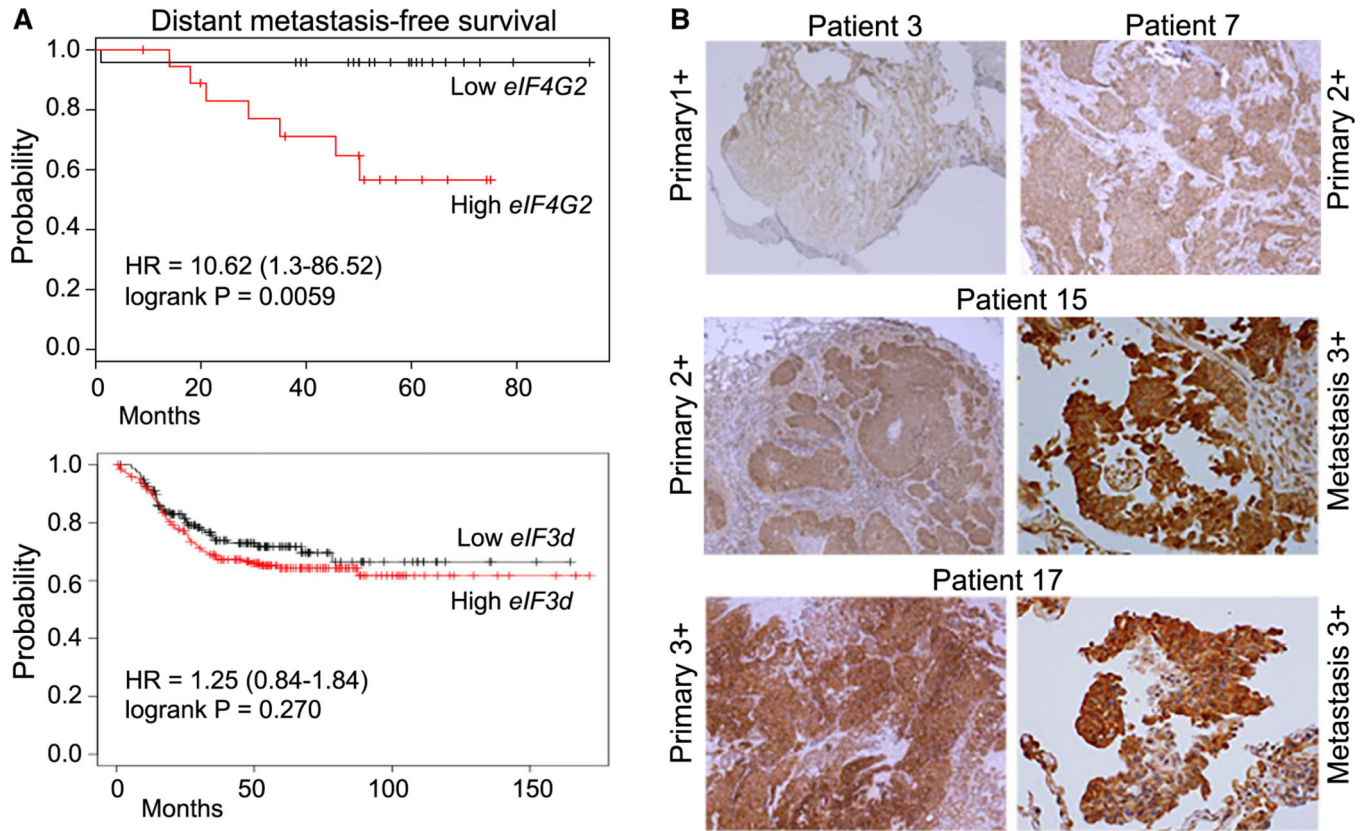 A
Distant metastasis-free survival
1.0
0.8
0.6
0.4
0.2
0.0
Probability
Low eIF4G2
High eIF4G2
HR = 10.62 (1.3-86.52)
logrank P = 0.0059
0 20 40 60 80
Months
1.0
0.8
0.6
0.4
0.2
0.0
Probability
Low eIF3d
High eIF3d
HR = 1.25 (0.84-1.84)
logrank P = 0.270
0 50 100 150
Months
B
Patient 3
Patient 7
Primary1+
Primary 2+
Patient 15
Primary 2+
Metastasis 3+
Patient 17
Primary 3+
Metastasis 3+